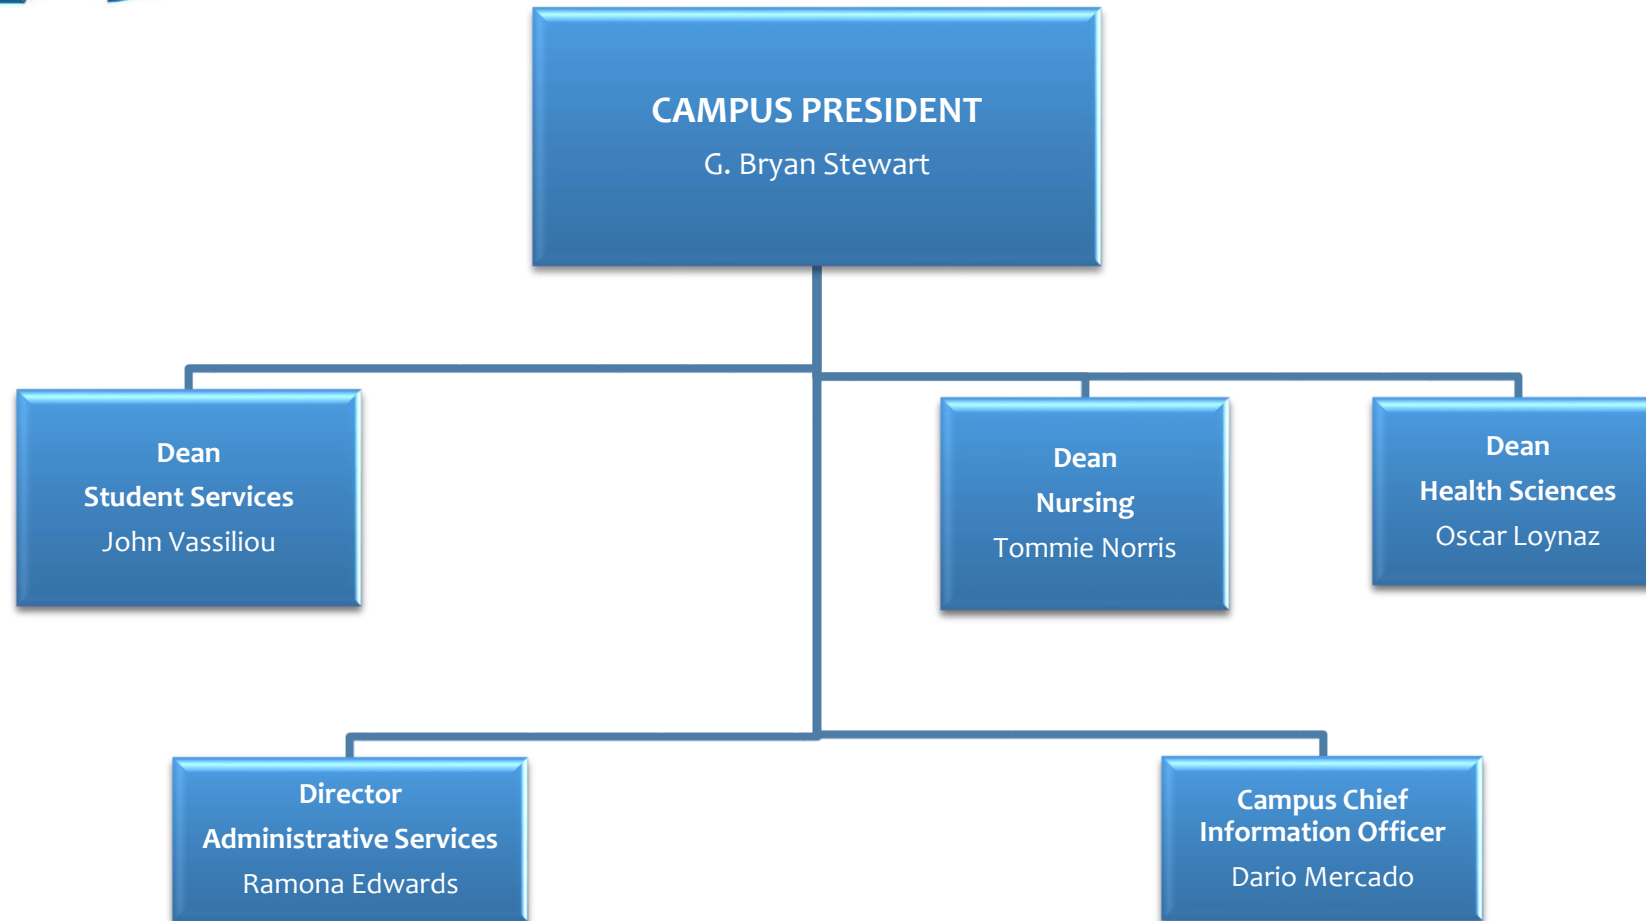 CAMPUS PRESIDENT
G. Bryan Stewart
Dean
Student Services
John Vassiliou
Dean
Nursing
Tommie Norris
Dean
Health Sciences
Oscar Loynaz
Director
Administrative Services
Ramona Edwards
Campus Chief
Information Officer
Dario Mercado